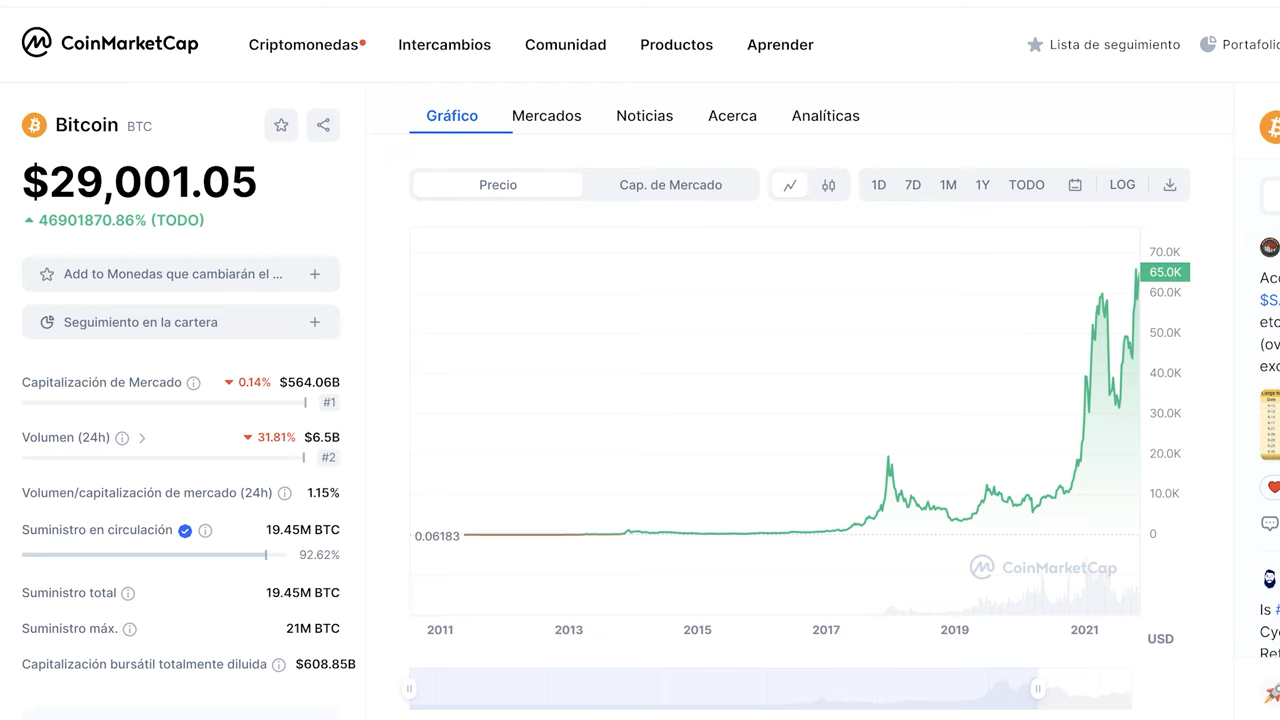 CoinMarketCap
Criptomonedas
Intercambios
Comunidad
Productos
Aprender
Lista de seguimiento
Bitcoin BTC
$29,001.05
46901870.86% (TODO)
Add to Monedas que cambiarán el ...
+
Seguimiento en la cartera
+
Capitalización de Mercado 0.14% $564.06B
#1
Volumen (24h) 31.81% $6.5B
#2
Volumen/capitalización de mercado (24h) 1.15%
Suministro en circulación 19.45M BTC
92.62%
Suministro total 19.45M BTC
Suministro máx. 21M BTC
Capitalización bursátil totalmente diluida $608.85B
Gráfico
Mercados
Noticias
Acerca
Analíticas
Precio
Cap. de Mercado
1D
7D
1M
1Y
TODO
LOG
70.0K
65.0K
60.0K
50.0K
40.0K
30.0K
20.0K
10.0K
0
0.06183
CoinMarketCap
2011
2013
2015
2017
2019
2021
USD
Is